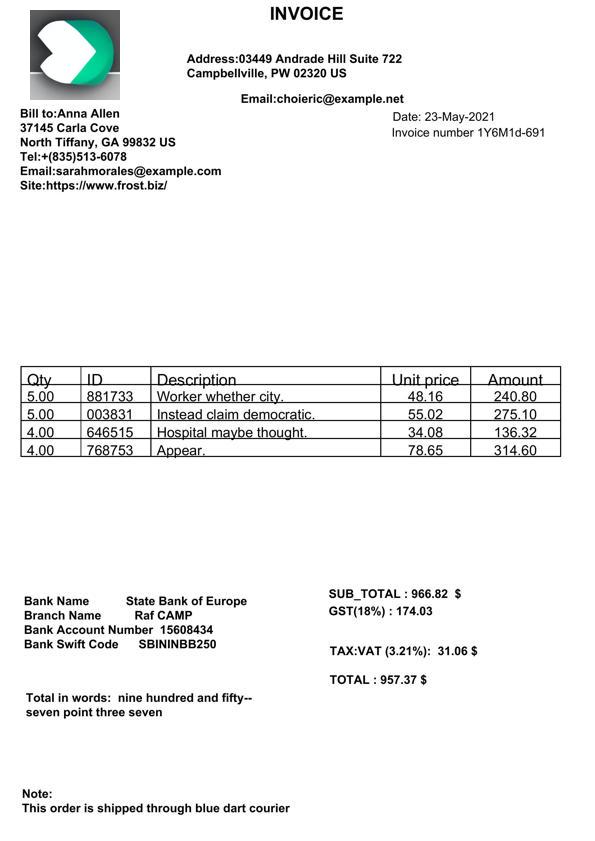 INVOICE
Address:03449 Andrade Hill Suite 722
Campbellville, PW 02320 US
Email:choieric@example.net
Date: 23-May-2021
Invoice number 1Y6M1d-691
Bill to:Anna Allen
37145 Carla Cove
North Tiffany, GA 99832 US
Tel:+(835)513-6078
Email:sarahmorales@example.com
Site:https://www.frost.biz/
Qty ID Description Unit price Amount
5.00 881733 Worker whether city. 48.16 240.80
5.00 003831 Instead claim democratic. 55.02 275.10
4.00 646515 Hospital maybe thought. 34.08 136.32
4.00 768753 Appear. 78.65 314.60
SUB_TOTAL : 966.82 $
GST(18%) : 174.03
TAX:VAT (3.21%): 31.06 $
TOTAL : 957.37 $
Bank Name State Bank of Europe
Branch Name Raf CAMP
Bank Account Number 15608434
Bank Swift Code SBININBB250
Total in words: nine hundred and fifty--
seven point three seven
Note:
This order is shipped through blue dart courier